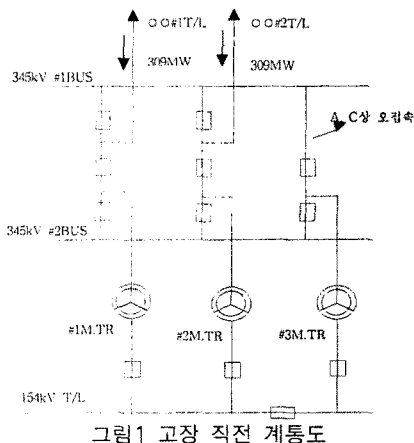 ○○#1T/L ○○#2T/L
309MW 309MW
345kV #1BUS
A, C상 오접속
345kV #2BUS
#1M.TR #2M.TR #3M.TR
154kV T/L
그림1 고장 직전 계통도